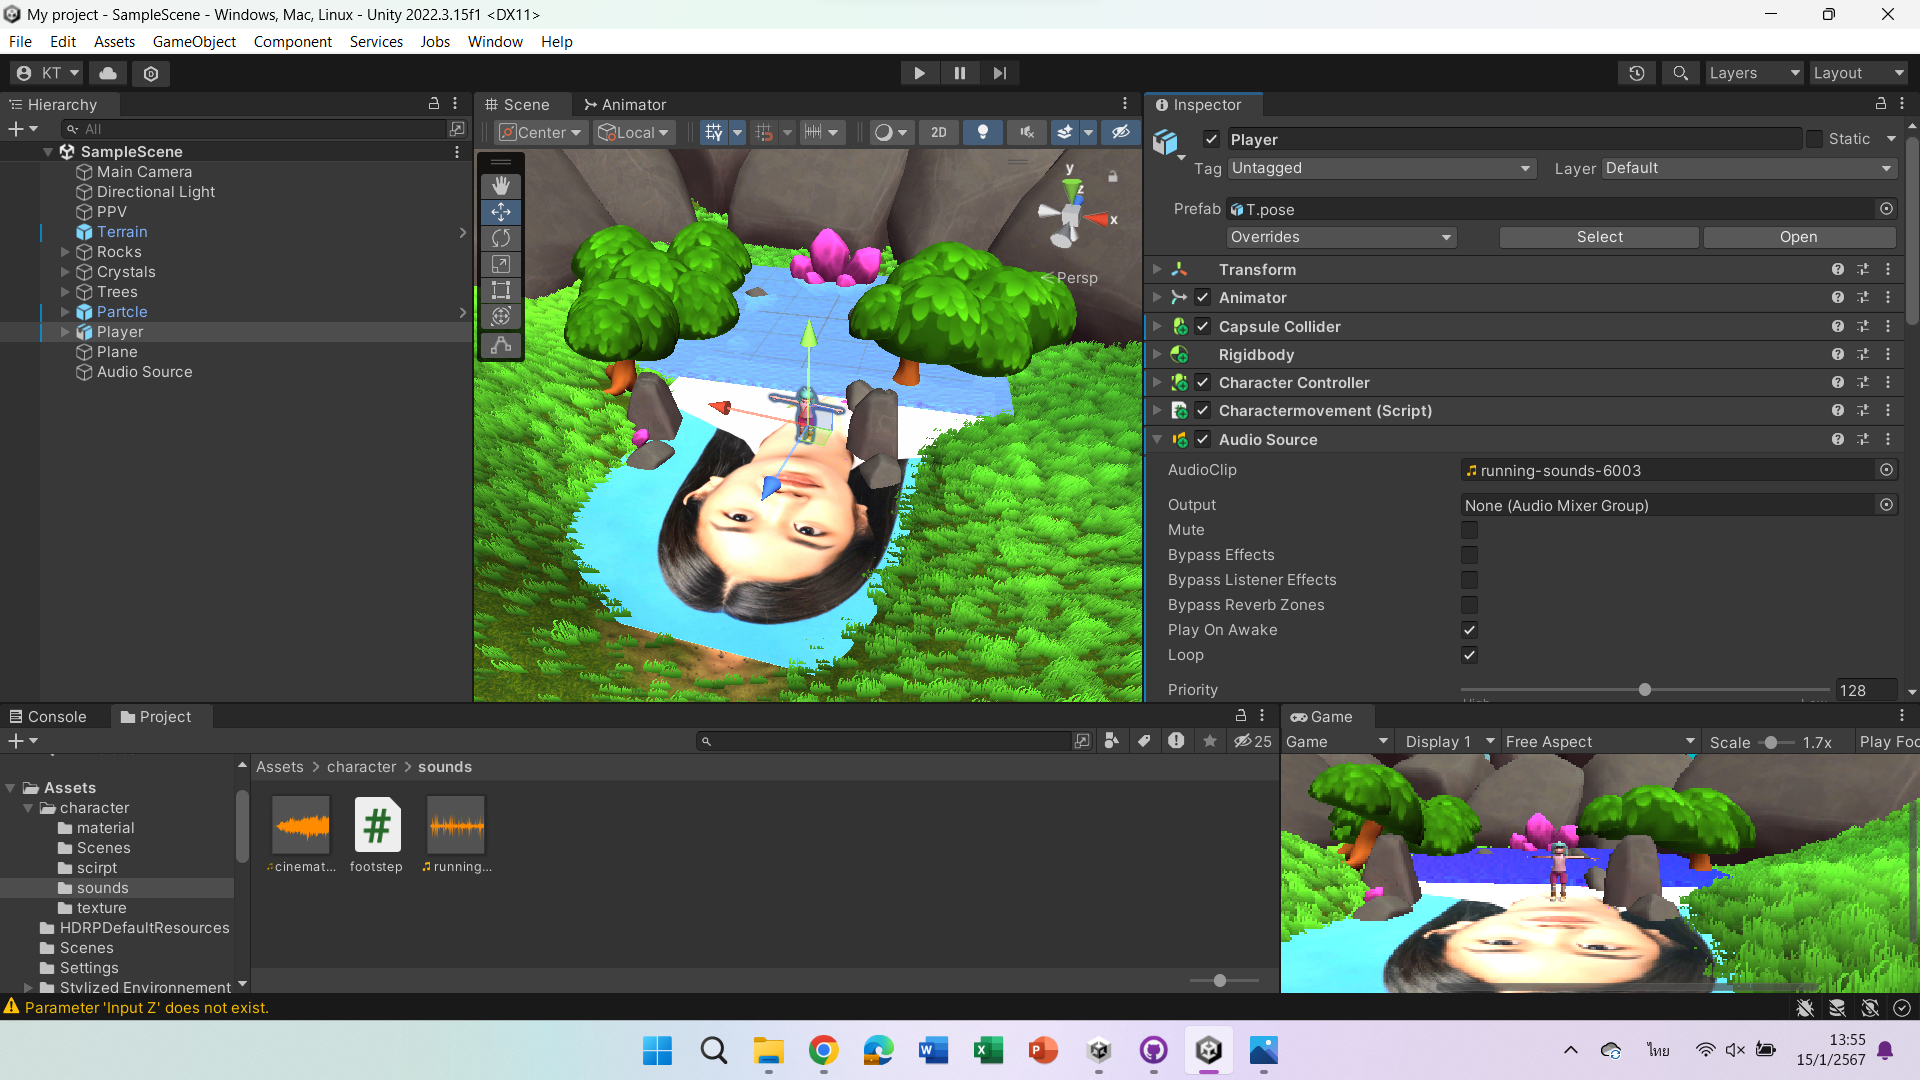 My project - SampleScene - Windows, Mac, Linux - Unity 2022.3.15f1 <DX11>
File Edit Assets GameObject Component Services Jobs Window Help
KT
Layers Layout
Hierarchy
All
SampleScene
Main Camera
Directional Light
PPV
Terrain
Rocks
Crystals
Trees
Partcle
Player
Plane
Audio Source
Scene Animator
Center Local 2D
y
z
x
Persp
Inspector
Player Static
Tag Untagged Layer Default
Prefab T.pose
Overrides Select Open
Transform
Animator
Capsule Collider
Rigidbody
Character Controller
Charactermovement (Script)
Audio Source
AudioClip running-sounds-6003
Output None (Audio Mixer Group)
Mute
Bypass Effects
Bypass Listener Effects
Bypass Reverb Zones
Play On Awake
Loop
Priority 128
Console Project
25
Assets
character
material
Scenes
scirpt
sounds
texture
HDRPDefaultResources
Scenes
Settings
Stylized Environnement
Assets > character > sounds
cinemat... footstep running...
Game
Game Display 1 Free Aspect Scale 1.7x Play Foc
Parameter 'Input Z' does not exist.
ไทย
13:55
15/1/2567